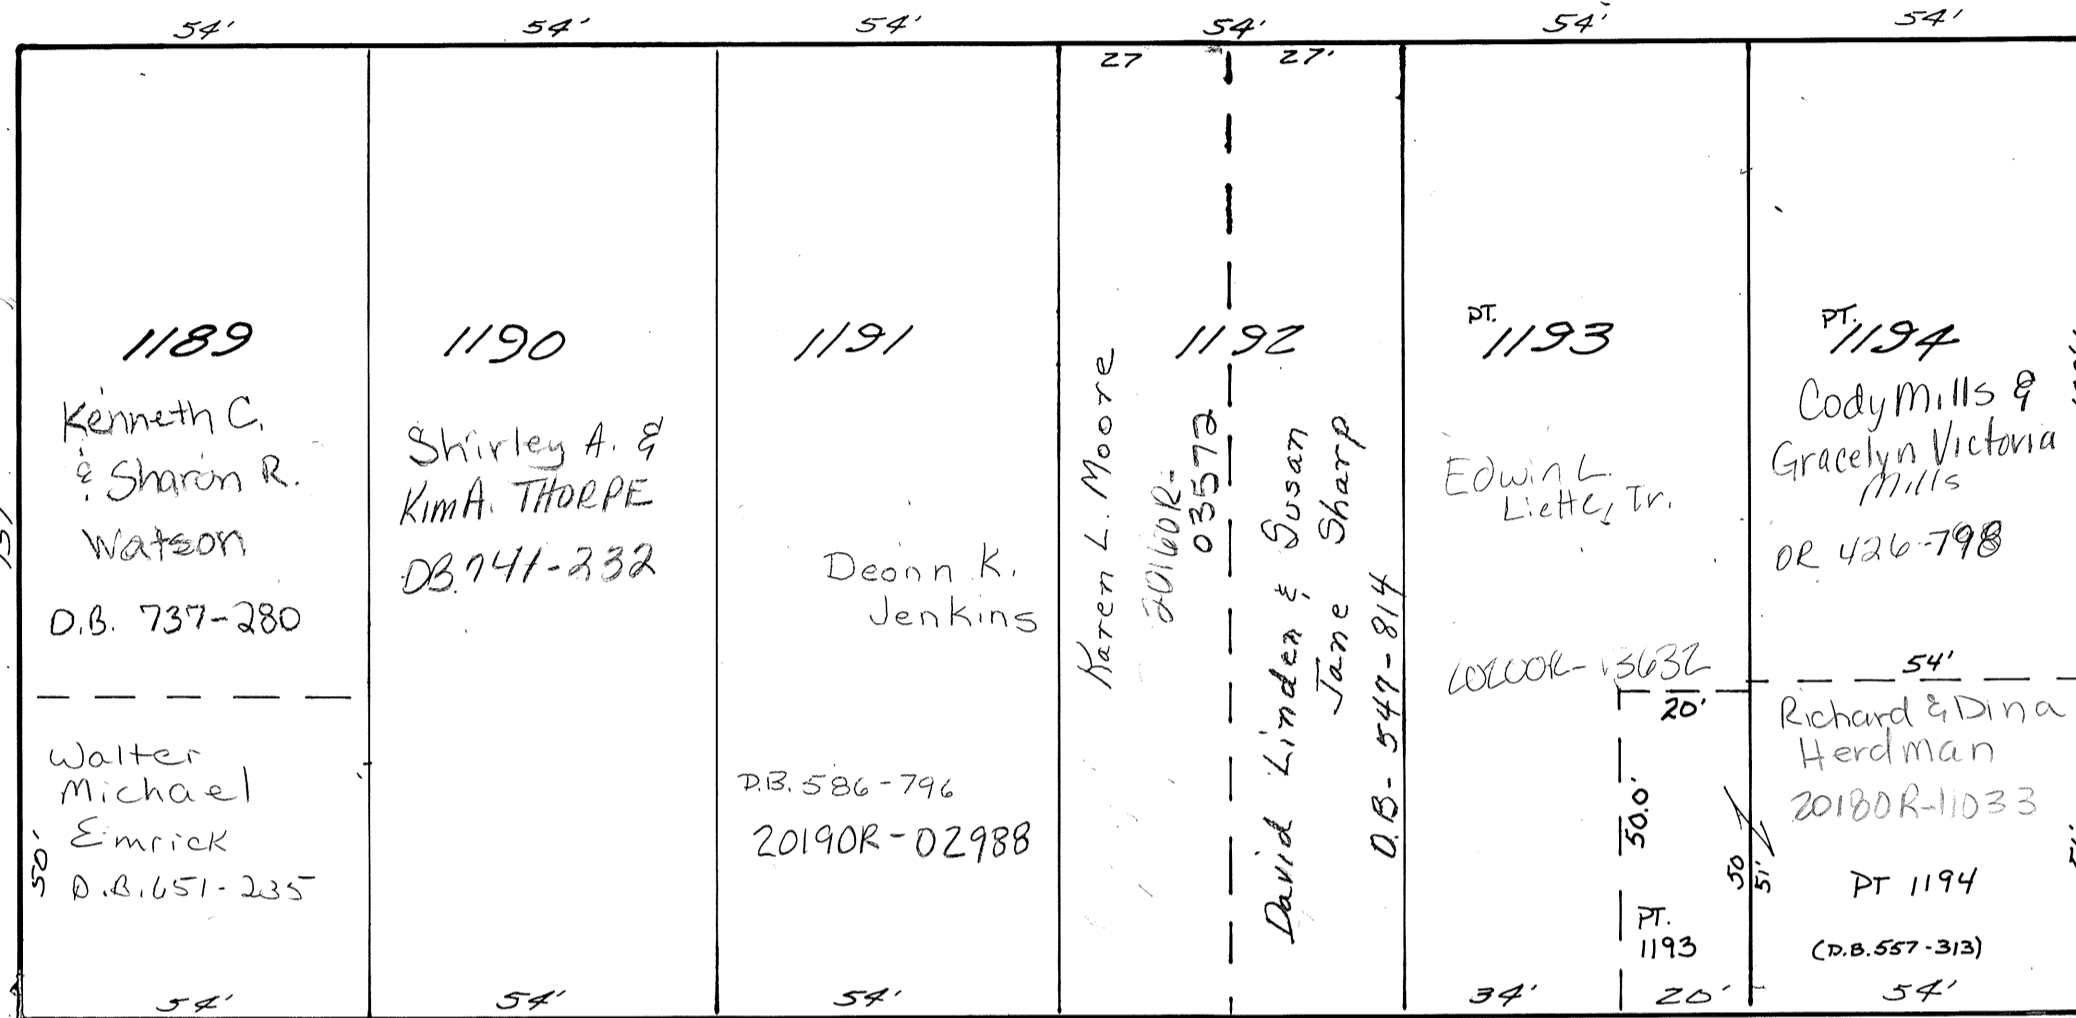 54' 54' 54' 54' 54' 54'
27 27'
1189
Kenneth C.
& Sharon R.
Watson
D.B. 737-280
Walter
Michael
Emrick
D.B. 651-235
50'
54'
1190
Shirley A. &
Kim A. THORPE
DB. 741-232
54'
1191
Deonn K.
Jenkins
D.B. 586-796
2019OR-02988
54'
1192
Karen L. Moore
2016OR-
03572
David Linden & Susan
Jane Sharp
D.B- 547-814
PT.
1193
Edwin L.
Liette, Tr.
13632
20'
50.0'
PT.
1193
34' 20'
50
51'
PT.
1194
Cody Mills &
Gracelyn Victoria
Mills
OR 426-798
54'
Richard & Dina
Herdman
2018OR-11033
PT 1194
(D.B. 557-313)
54'